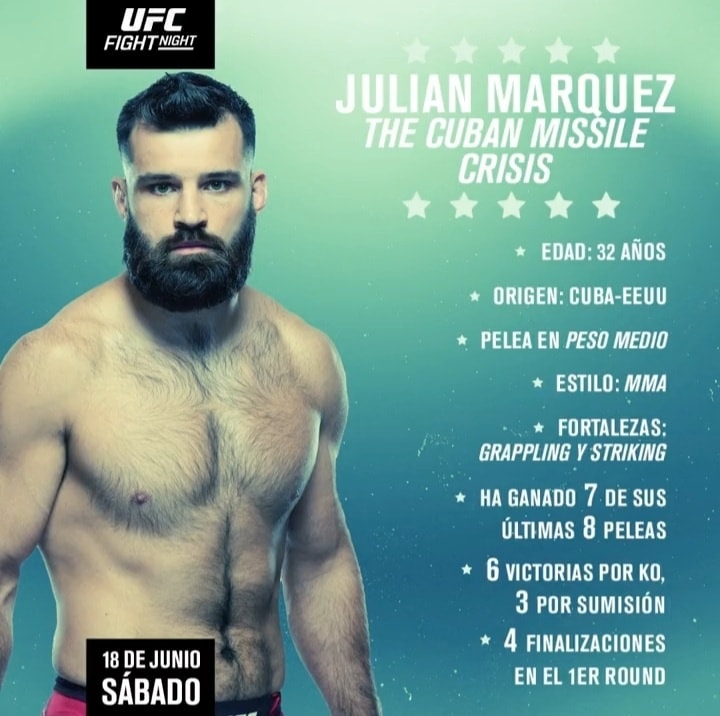 UFC
FIGHT NIGHT
JULIAN MARQUEZ
THE CUBAN MISSILE
CRISIS
EDAD: 32 AÑOS
ORIGEN: CUBA-EEUU
PELEA EN PESO MEDIO
ESTILO: MMA
FORTALEZAS:
GRAPPLING Y STRIKING
HA GANADO 7 DE SUS
ÚLTIMAS 8 PELEAS
6 VICTORIAS POR KO,
3 POR SUMISIÓN
4 FINALIZACIONES
EN EL 1ER ROUND
18 DE JUNIO
SÁBADO